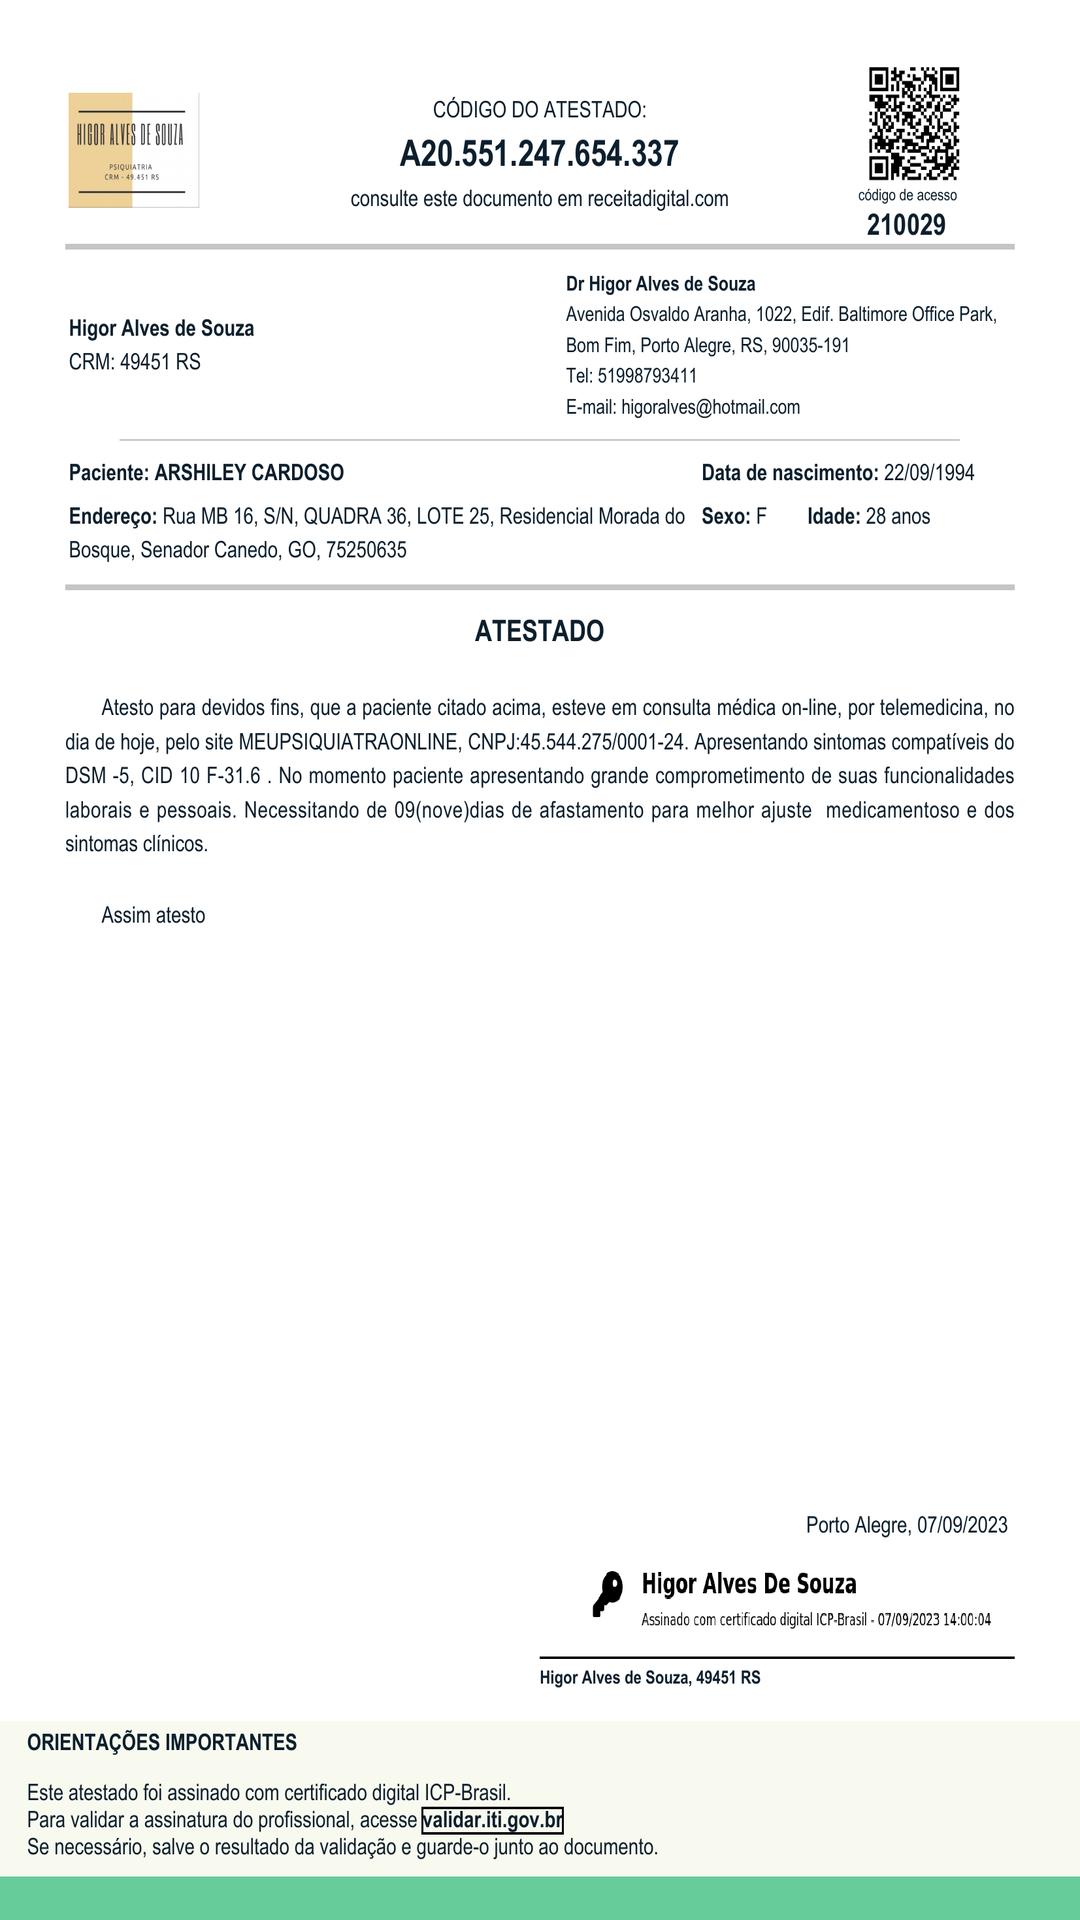 HIGOR ALVES DE SOUZA
PSIQUIATRIA
CRM - 49.451 RS
CÓDIGO DO ATESTADO:
A20.551.247.654.337
consulte este documento em receitadigital.com
código de acesso
210029
Higor Alves de Souza
CRM: 49451 RS
Dr Higor Alves de Souza
Avenida Osvaldo Aranha, 1022, Edif. Baltimore Office Park,
Bom Fim, Porto Alegre, RS, 90035-191
Tel: 51998793411
E-mail: higoralves@hotmail.com
Paciente: ARSHILEY CARDOSO
Data de nascimento: 22/09/1994
Endereço: Rua MB 16, S/N, QUADRA 36, LOTE 25, Residencial Morada do
Bosque, Senador Canedo, GO, 75250635
Sexo: F Idade: 28 anos
ATESTADO
Atesto para devidos fins, que a paciente citado acima, esteve em consulta médica on-line, por telemedicina, no
dia de hoje, pelo site MEUPSIQUIATRAONLINE, CNPJ:45.544.275/0001-24. Apresentando sintomas compatíveis do
DSM -5, CID 10 F-31.6 . No momento paciente apresentando grande comprometimento de suas funcionalidades
laborais e pessoais. Necessitando de 09(nove)dias de afastamento para melhor ajuste  medicamentoso e dos
sintomas clínicos.
Assim atesto
Porto Alegre, 07/09/2023
Higor Alves De Souza
Assinado com certificado digital ICP-Brasil - 07/09/2023 14:00:04
Higor Alves de Souza, 49451 RS
ORIENTAÇÕES IMPORTANTES
Este atestado foi assinado com certificado digital ICP-Brasil.
Para validar a assinatura do profissional, acesse validar.iti.gov.br
Se necessário, salve o resultado da validação e guarde-o junto ao documento.